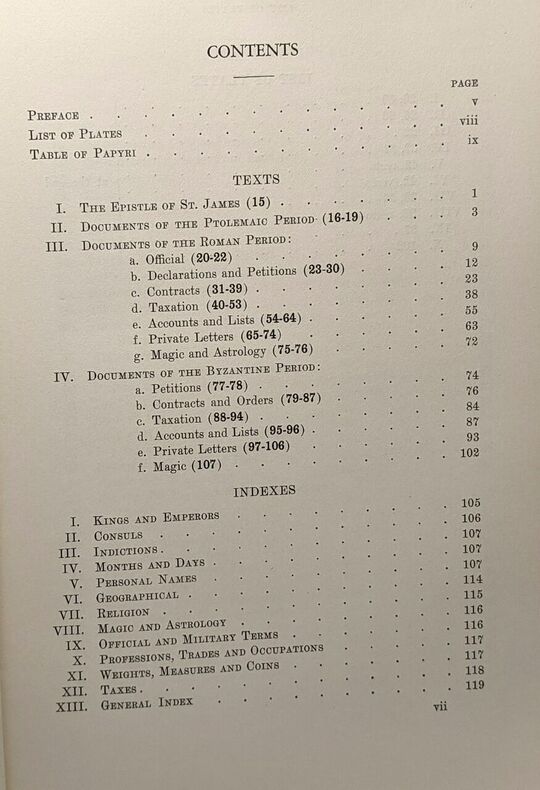 CONTENTS
PAGE
PREFACE v
LIST OF PLATES viii
TABLE OF PAPYRI ix
TEXTS
I. THE EPISTLE OF ST. JAMES (15) 1
II. DOCUMENTS OF THE PTOLEMAIC PERIOD (16-19) 3
III. DOCUMENTS OF THE ROMAN PERIOD:
a. Official (20-22) 9
b. Declarations and Petitions (23-30) 12
c. Contracts (31-39) 23
d. Taxation (40-53) 38
e. Accounts and Lists (54-64) 55
f. Private Letters (65-74) 63
g. Magic and Astrology (75-76) 72
IV. DOCUMENTS OF THE BYZANTINE PERIOD:
a. Petitions (77-78) 74
b. Contracts and Orders (79-87) 76
c. Taxation (88-94) 84
d. Accounts and Lists (95-96) 87
e. Private Letters (97-106) 93
f. Magic (107) 102
INDEXES
I. KINGS AND EMPERORS 105
II. CONSULS 106
III. INDICTIONS 107
IV. MONTHS AND DAYS 107
V. PERSONAL NAMES 107
VI. GEOGRAPHICAL 114
VII. RELIGION 115
VIII. MAGIC AND ASTROLOGY 116
IX. OFFICIAL AND MILITARY TERMS 116
X. PROFESSIONS, TRADES AND OCCUPATIONS 117
XI. WEIGHTS, MEASURES AND COINS 117
XII. TAXES 118
XIII. GENERAL INDEX 119
vii